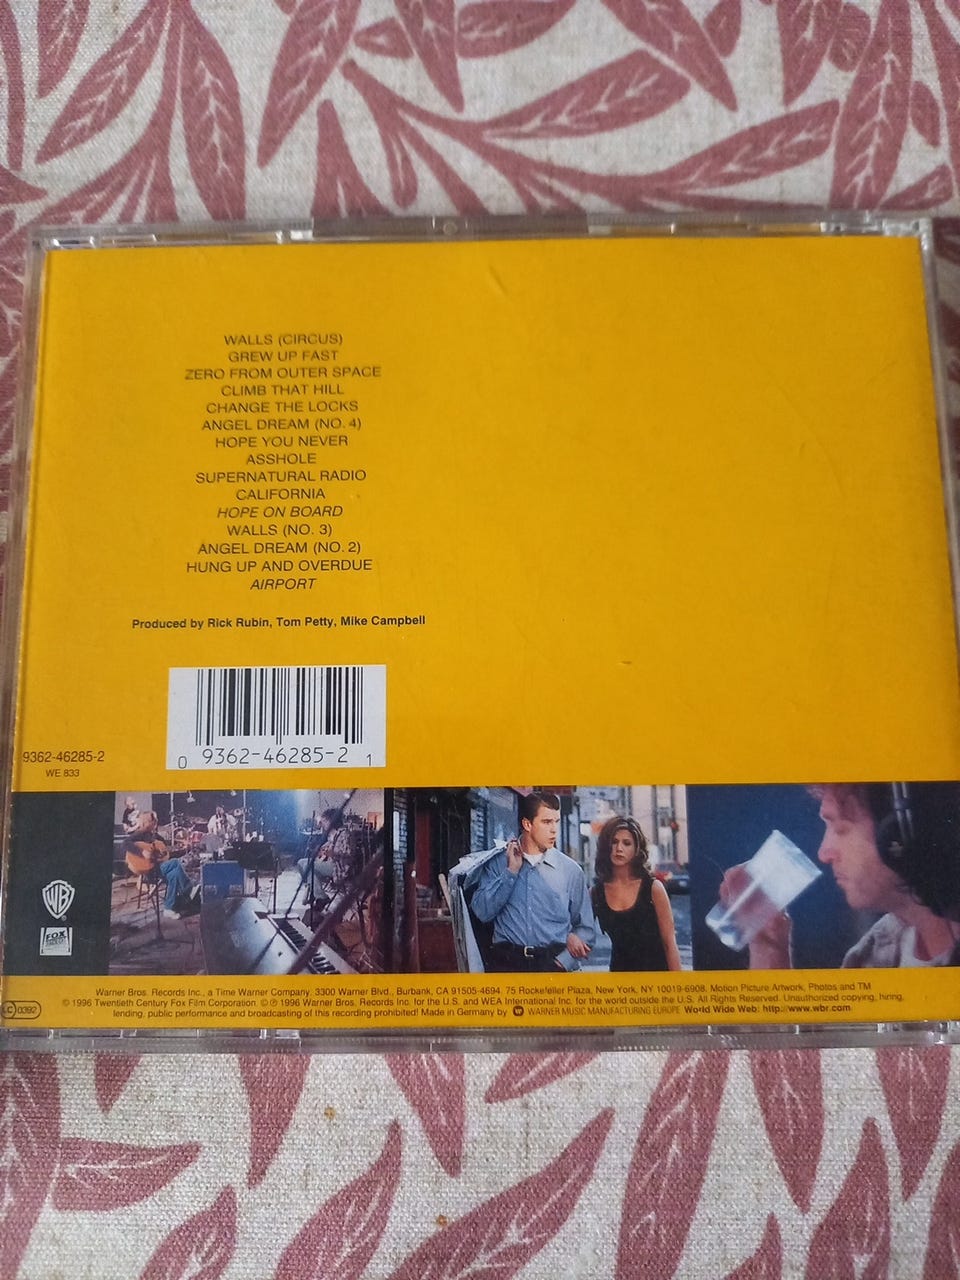 WALLS (CIRCUS)
GREW UP FAST
ZERO FROM OUTER SPACE
CLIMB THAT HILL
CHANGE THE LOCKS
ANGEL DREAM (NO. 4)
HOPE YOU NEVER
ASSHOLE
SUPERNATURAL RADIO
CALIFORNIA
HOPE ON BOARD
WALLS (NO. 3)
ANGEL DREAM (NO. 2)
HUNG UP AND OVERDUE
AIRPORT
Produced by Rick Rubin, Tom Petty, Mike Campbell
9362-46285-2
WE 833
0 9362-46285-2 1
WB
FOX
Warner Bros. Records Inc., a Time Warner Company, 3300 Warner Blvd., Burbank, CA 91505-4694. 75 Rockefeller Plaza, New York, NY 10019-6908. Motion Picture Artwork, Photos and TM
© 1996 Twentieth Century Fox Film Corporation. © ℗ 1996 Warner Bros. Records Inc. for the U.S. and WEA International Inc. for the world outside the U.S. All Rights Reserved. Unauthorized copying, hiring,
lending, public performance and broadcasting of this recording prohibited! Made in Germany by WARNER MUSIC MANUFACTURING EUROPE World Wide Web: http://www.wbr.com
LC 0392